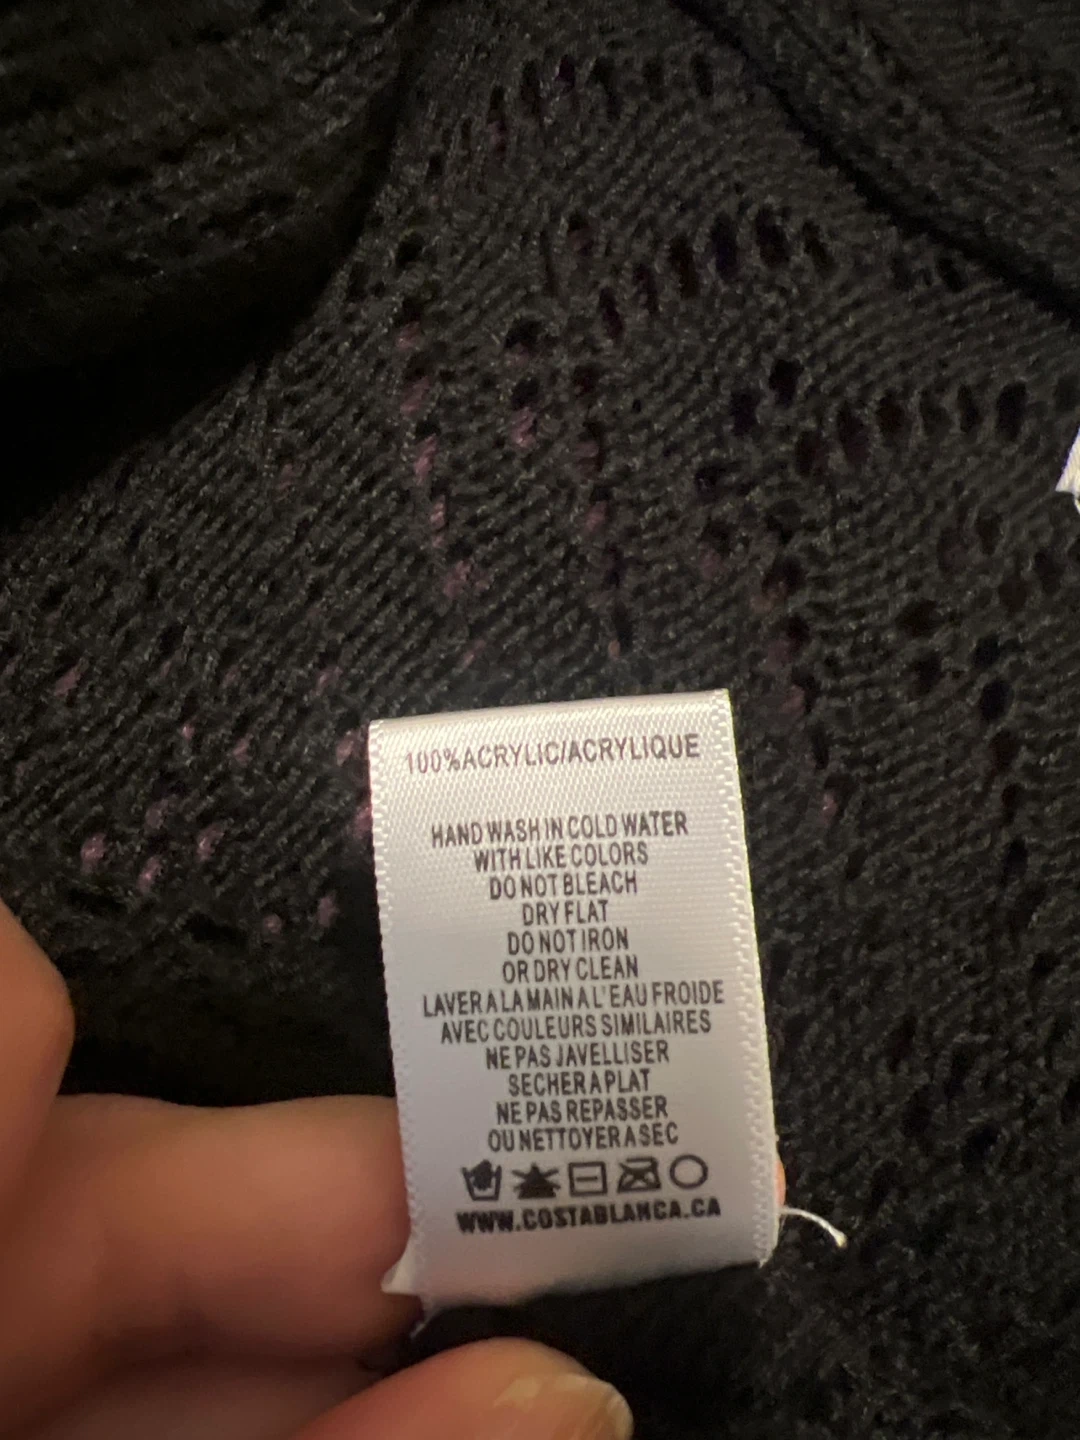 100%ACRYLIC/ACRYLIQUE
HAND WASH IN COLD WATER
WITH LIKE COLORS
DO NOT BLEACH
DRY FLAT
DO NOT IRON
OR DRY CLEAN
LAVER A LA MAIN A L'EAU FROIDE
AVEC COULEURS SIMILAIRES
NE PAS JAVELLISER
SECHER A PLAT
NE PAS REPASSER
OU NETTOYER A SEC
WWW.COSTABLANCA.CA